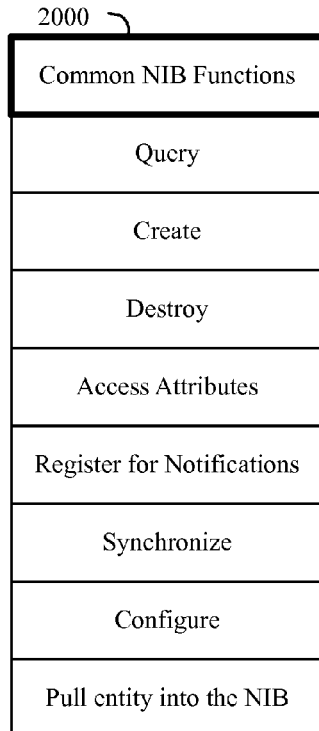 2000
Common NIB Functions
Query
Create
Destroy
Access Attributes
Register for Notifications
Synchronize
Configure
Pull entity into the NIB